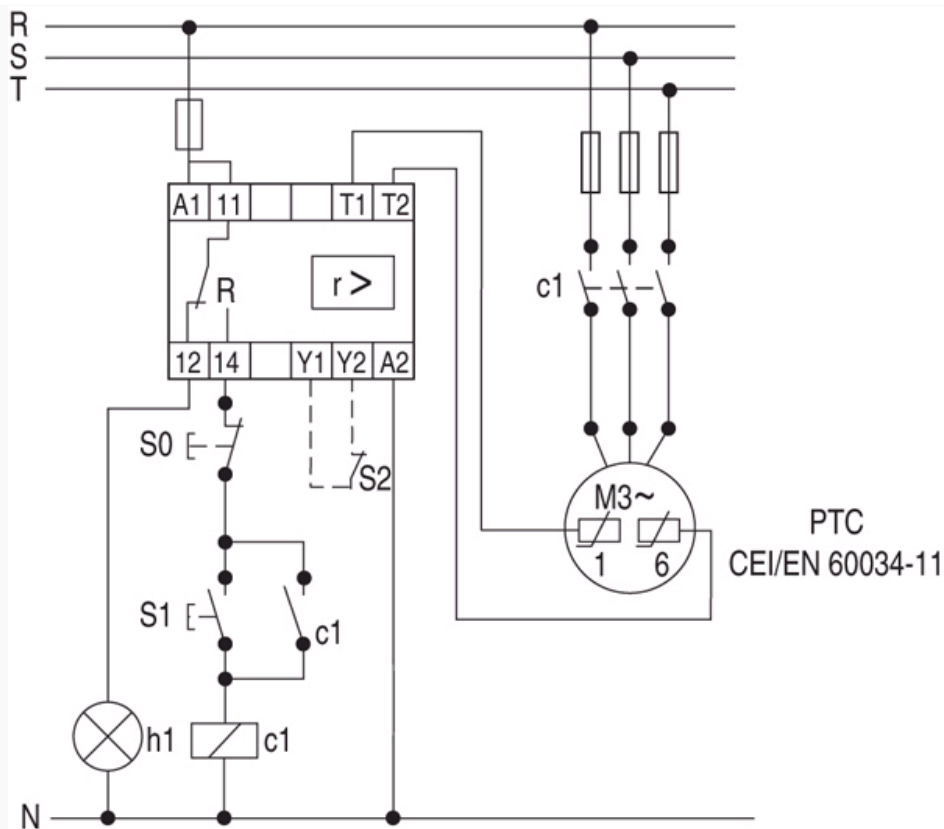 R
S
T
A1 11 T1 T2
R
r >
c1
12 14 Y1 Y2 A2
S0
S2
M3~
1 6
PTC
CEI/EN 60034-11
S1
c1
h1
c1
N